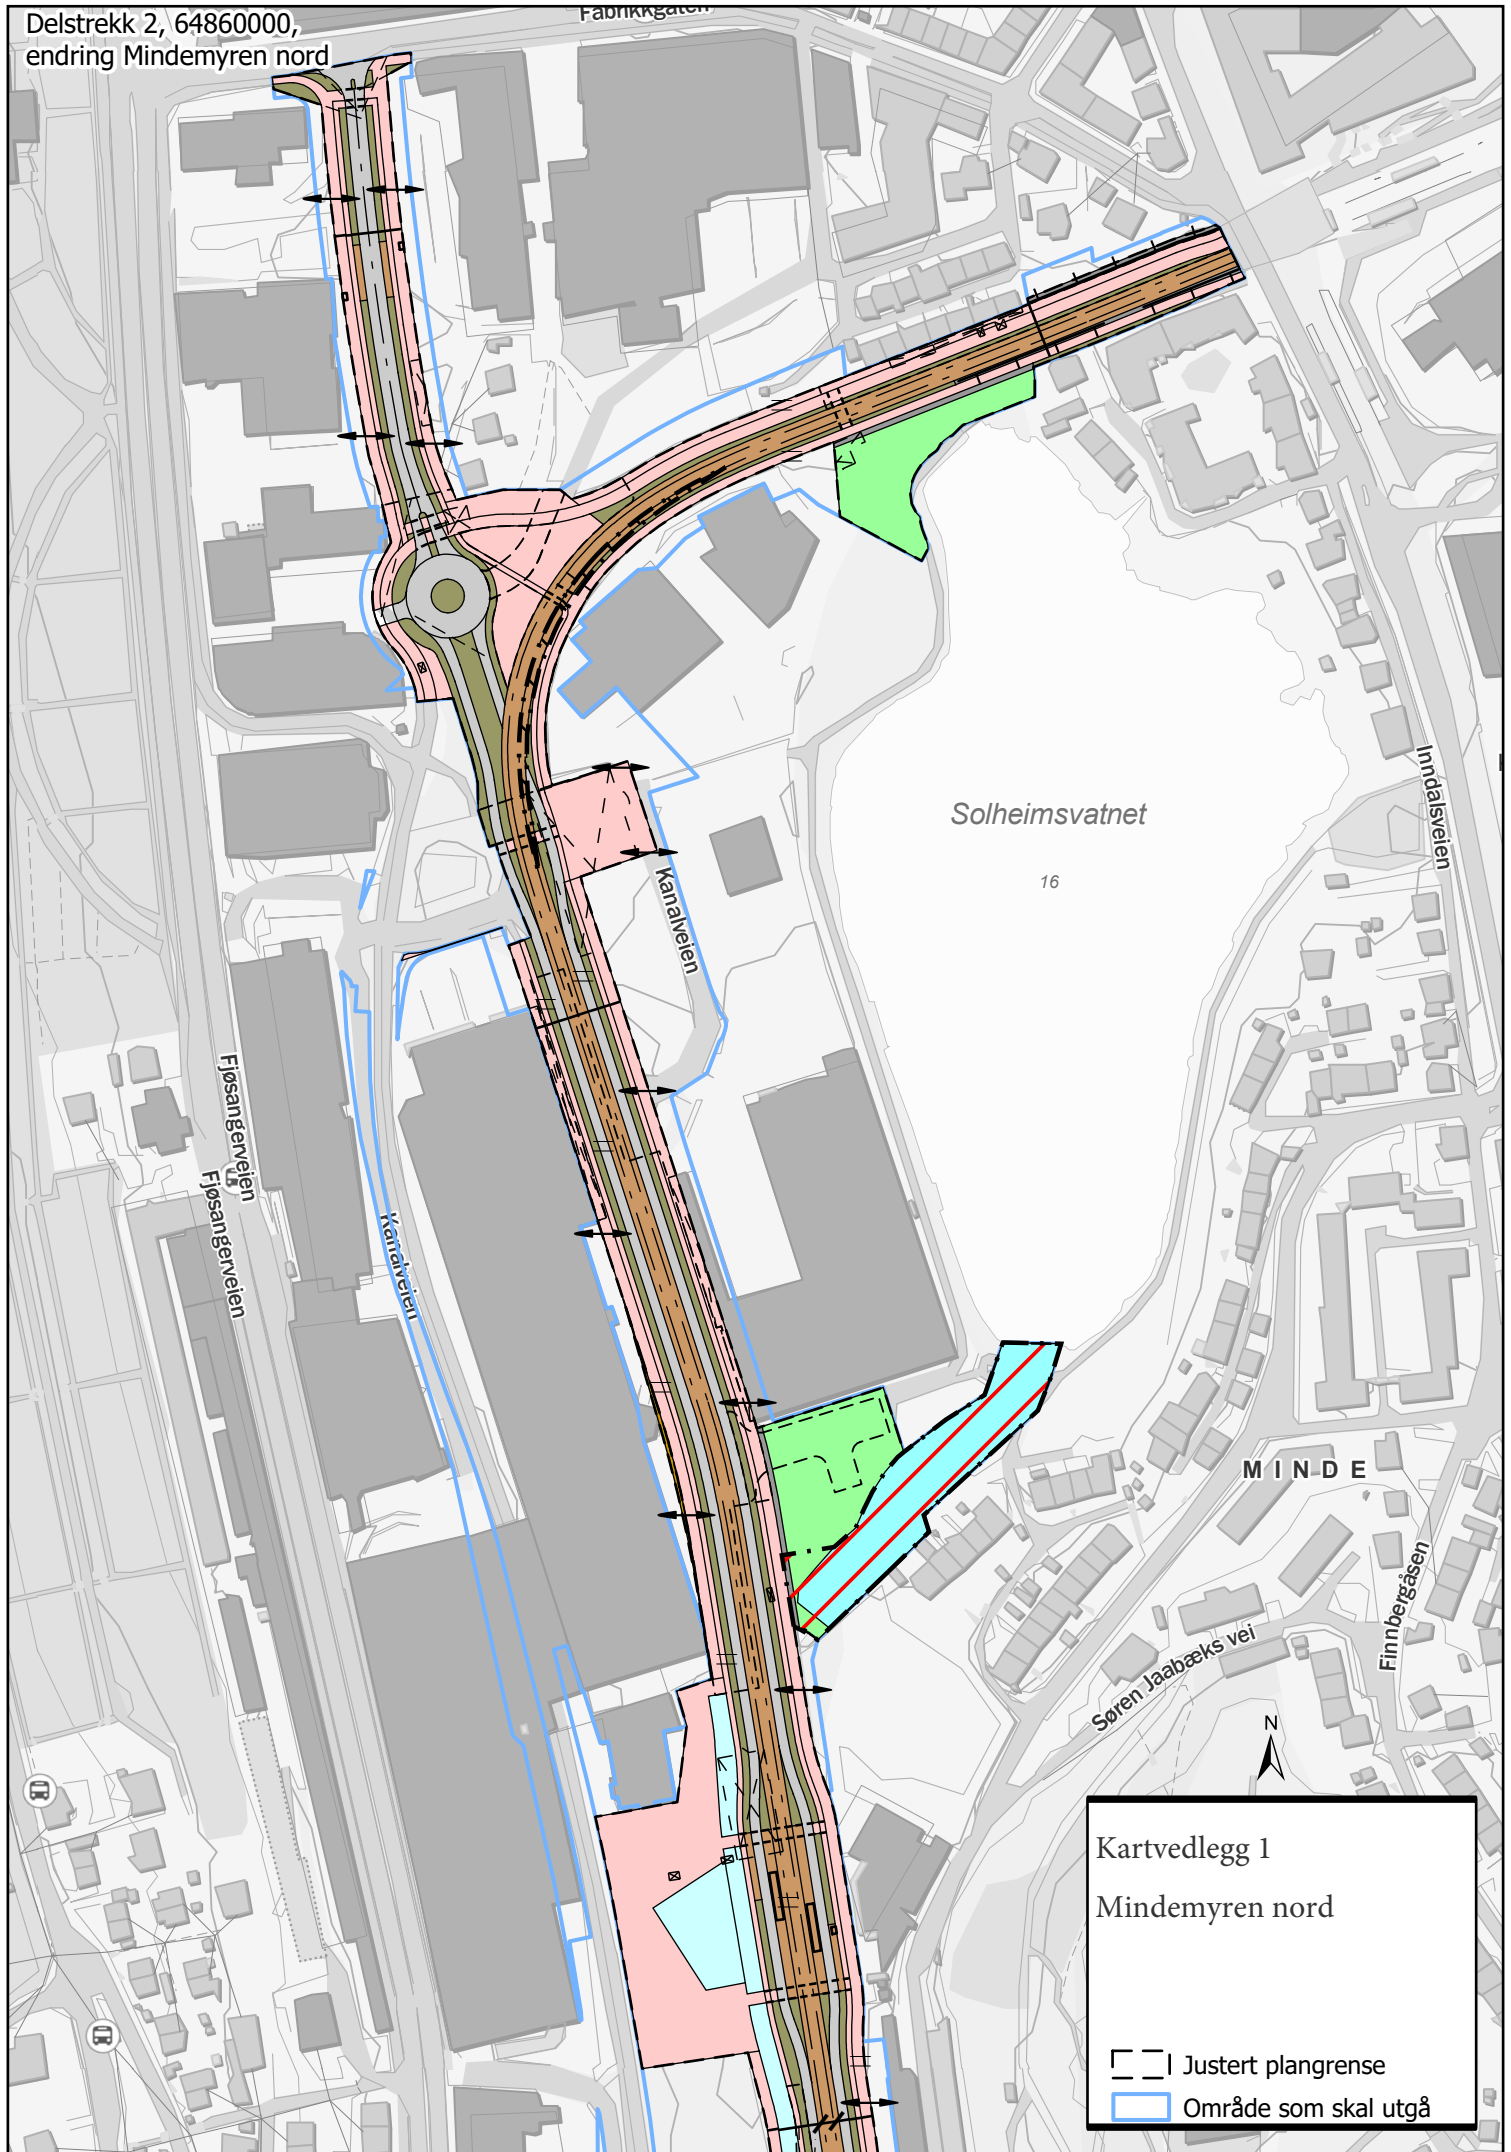 Delstrekk 2, 64860000,
endring Mindemyren nord
Fabrikkgaten
Inndalsveien
Solheimsvatnet
16
Kanalveien
Fjøsangerveien
Fjøsangerveien
Kanalveien
MINDE
Finnbergåsen
Søren Jaabæks vei
N
Kartvedlegg 1
Mindemyren nord
Justert plangrense
Område som skal utgå